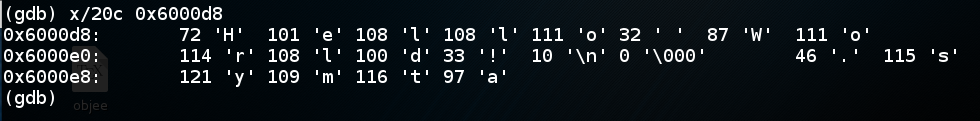 (gdb) x/20c 0x6000d8
0x6000d8:	72 'H'	101 'e'	108 'l'	108 'l'	111 'o'	32 ' '	87 'W'	111 'o'
0x6000e0:	114 'r'	108 'l'	100 'd'	33 '!'	10 '\n'	0 '\000'	46 '.'	115 's'
0x6000e8:	121 'y'	109 'm'	116 't'	97 'a'
(gdb)
objee